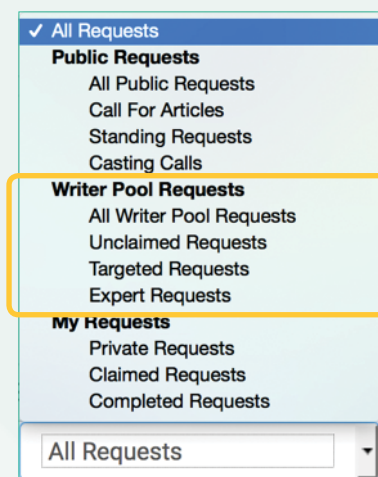 ✓ All Requests
Public Requests
All Public Requests
Call For Articles
Standing Requests
Casting Calls
Writer Pool Requests
All Writer Pool Requests
Unclaimed Requests
Targeted Requests
Expert Requests
My Requests
Private Requests
Claimed Requests
Completed Requests
All Requests